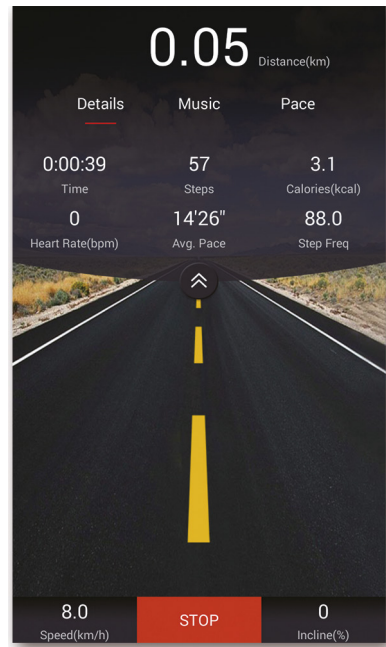 0.05 Distance(km)
Details Music Pace
0:00:39 57 3.1
Time Steps Calories(kcal)
0 14'26" 88.0
Heart Rate(bpm) Avg. Pace Step Freq
8.0 STOP 0
Speed(km/h) Incline(%)